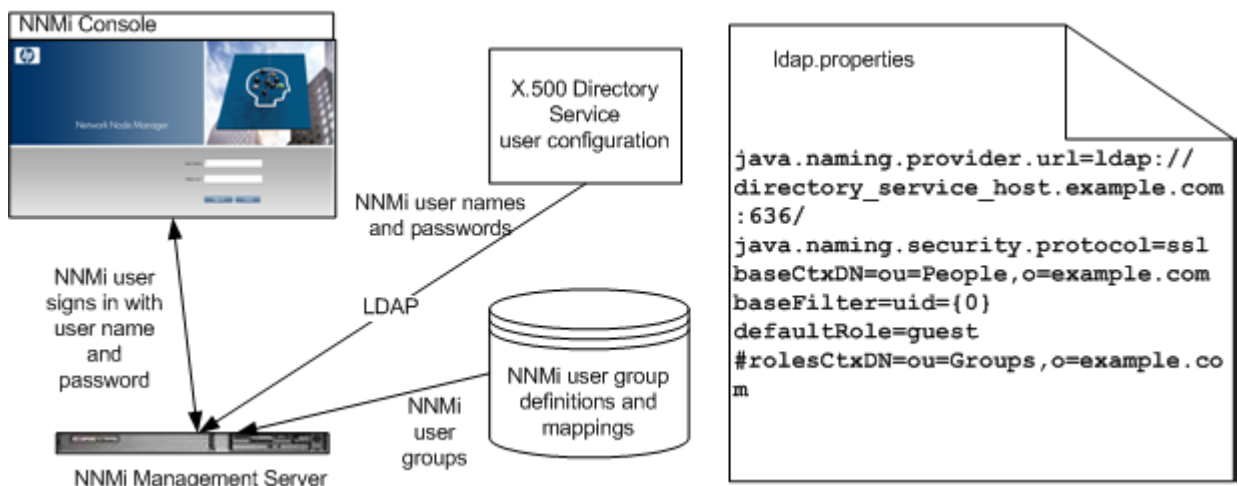 NNMi Console
hp
Network Node Manager
NNMi user
signs in with
user name
and
password
X.500 Directory
Service
user configuration
NNMi user names
and passwords
LDAP
NNMi user group
definitions and
mappings
NNMi
user
groups
NNMi Management Server
ldap.properties
java.naming.provider.url=ldap://
directory_service_host.example.com
:636/
java.naming.security.protocol=ssl
baseCtxDN=ou=People,o=example.com
baseFilter=uid={0}
defaultRole=guest
#rolesCtxDN=ou=Groups,o=example.co
m